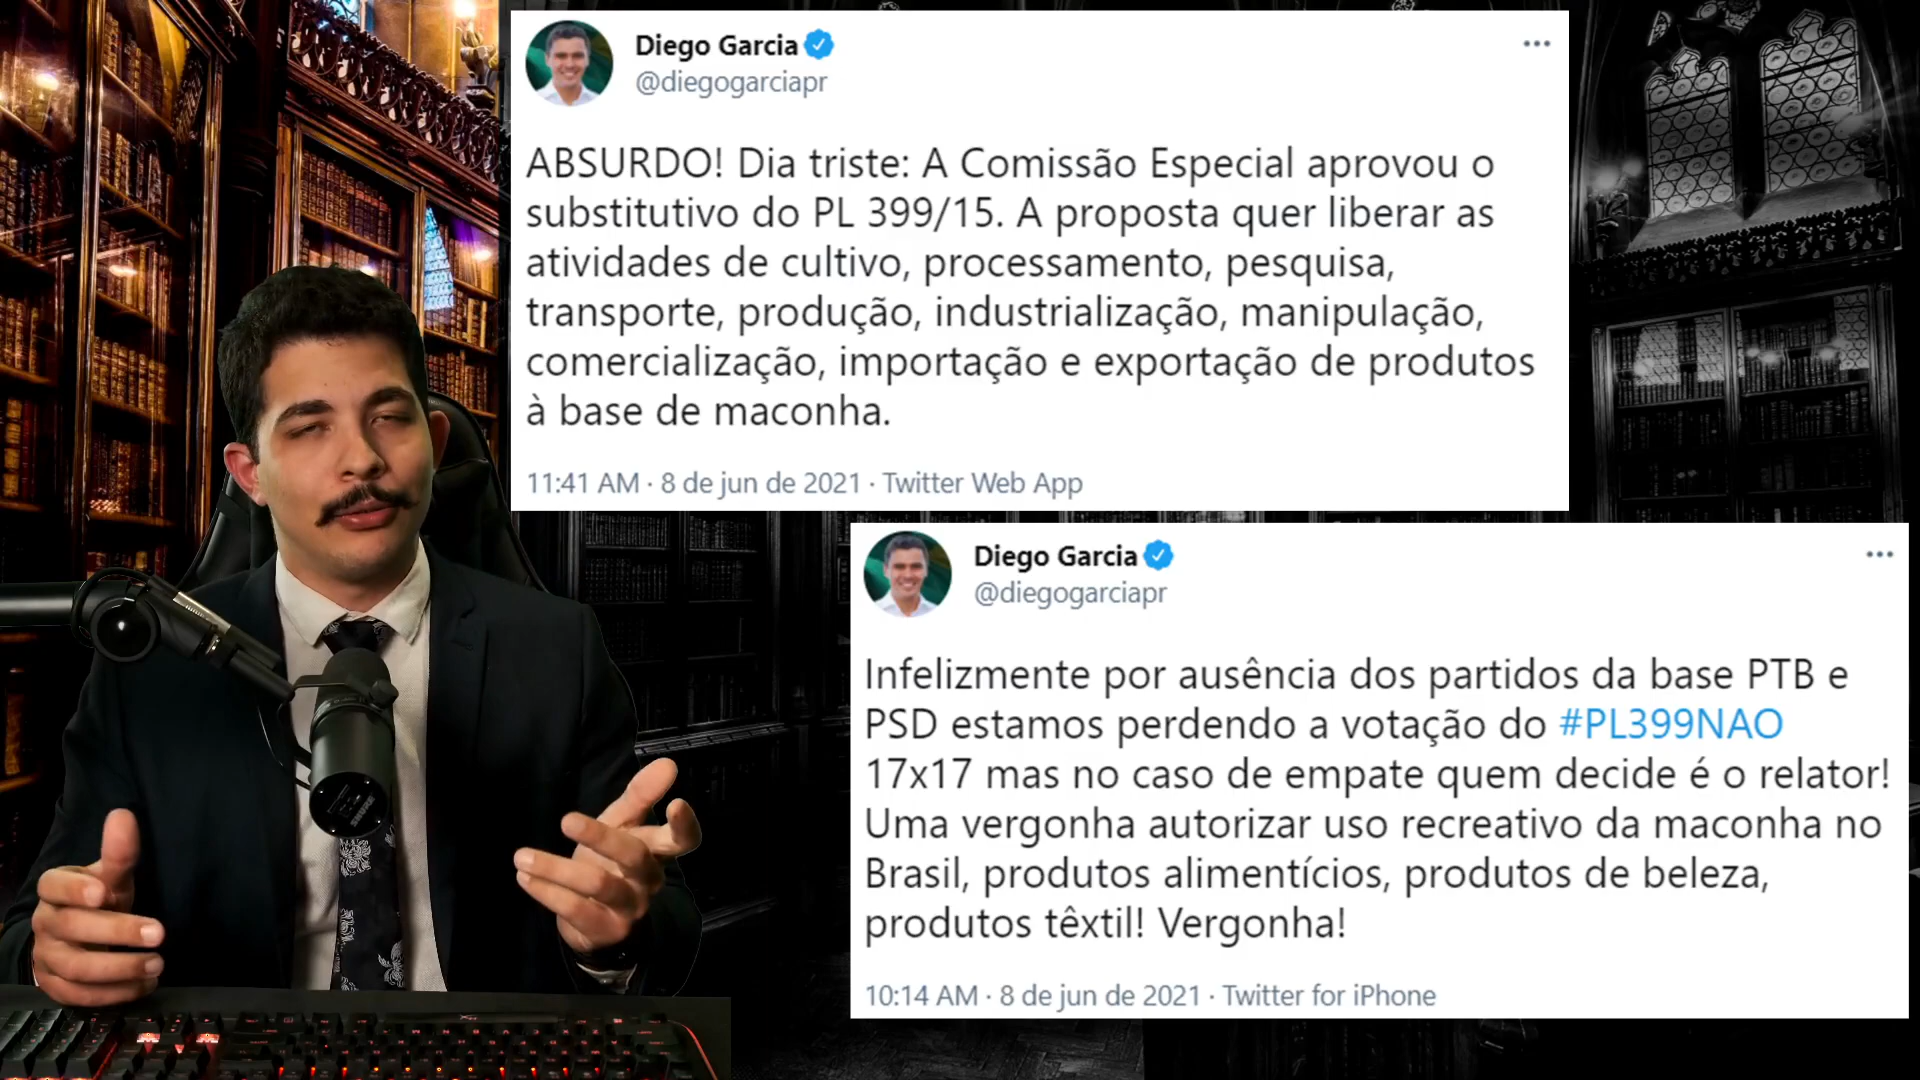 Diego Garcia
@diegogarciapr
ABSURDO! Dia triste: A Comissão Especial aprovou o
substitutivo do PL 399/15. A proposta quer liberar as
atividades de cultivo, processamento, pesquisa,
transporte, produção, industrialização, manipulação,
comercialização, importação e exportação de produtos
à base de maconha.
11:41 AM · 8 de jun de 2021 · Twitter Web App
Diego Garcia
@diegogarciapr
Infelizmente por ausência dos partidos da base PTB e
PSD estamos perdendo a votação do #PL399NAO
17x17 mas no caso de empate quem decide é o relator!
Uma vergonha autorizar uso recreativo da maconha no
Brasil, produtos alimentícios, produtos de beleza,
produtos têxtil! Vergonha!
10:14 AM · 8 de jun de 2021 · Twitter for iPhone
SHURE